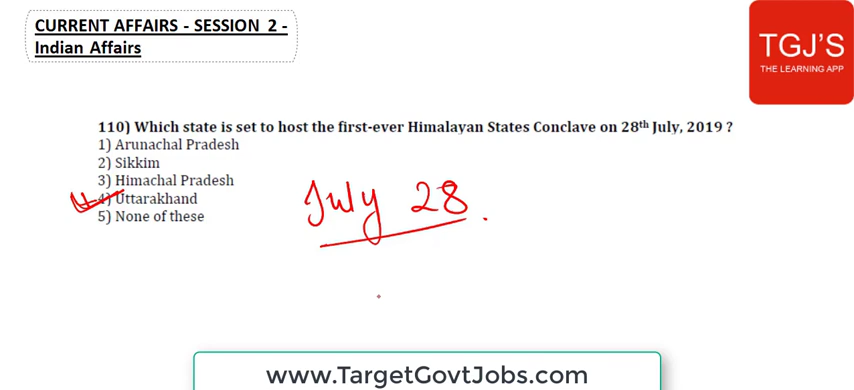 CURRENT AFFAIRS - SESSION 2 -
Indian Affairs
TGJ'S
THE LEARNING APP
110) Which state is set to host the first-ever Himalayan States Conclave on 28th July, 2019 ?
1) Arunachal Pradesh
2) Sikkim
3) Himachal Pradesh
4) Uttarakhand
5) None of these
July 28.
www.TargetGovtJobs.com